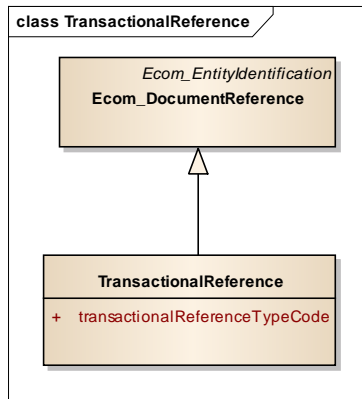 class TransactionalReference
Ecom_EntityIdentification
Ecom_DocumentReference
TransactionalReference
+ transactionalReferenceTypeCode